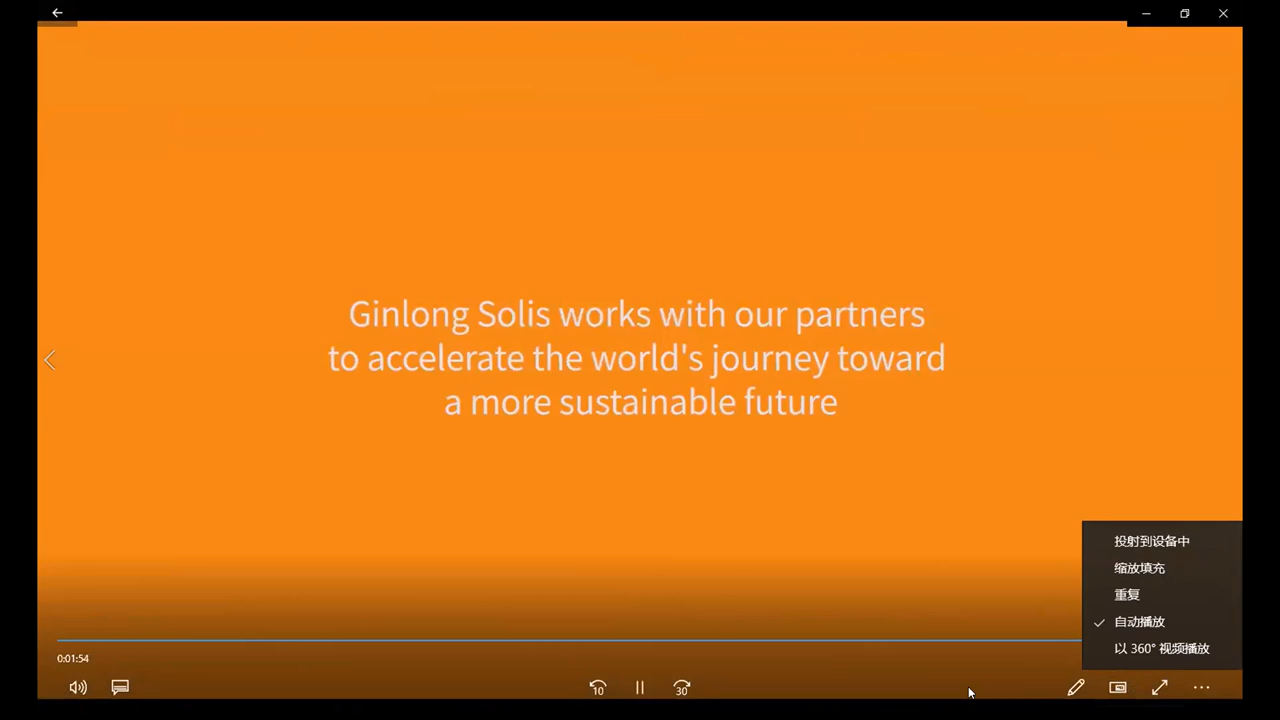 Ginlong Solis works with our partners
to accelerate the world's journey toward
a more sustainable future
投射到设备中
缩放填充
重复
自动播放
以 360° 视频播放
0:01:54
10
30